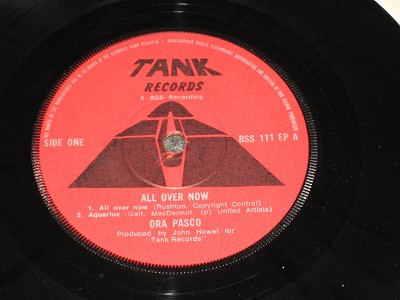 TANK
RECORDS
A BSS Recording
SIDE ONE
BSS 111 EP A
ALL OVER NOW
1. All over now (Rushton. Copyright Control)
2. Aquarius (Galt. MacDermot. (p) United Artists)
ORA PASCO
Produced by John Howel for
Tank Records"